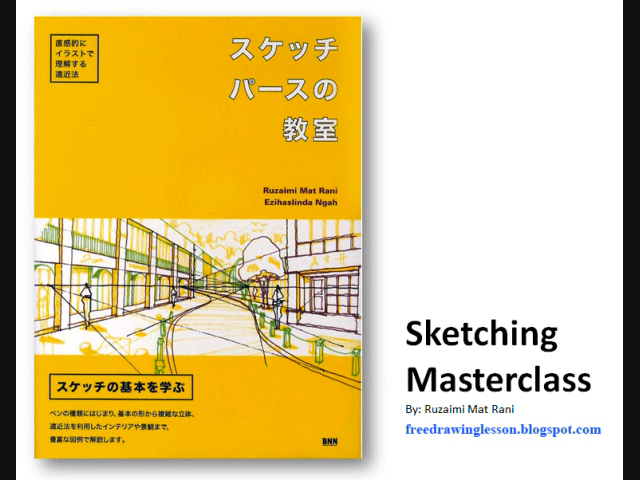 直感的に
イラストで
理解する
遠近法
スケッチ
パースの
教室
Ruzaimi Mat Rani
Ezihaslinda Ngah
スケッチの基本を学ぶ
ペンの種類にはじまり、基本の形から複雑な立体、
遠近法を利用したインテリアや景観まで、
豊富な図例で解説します。
BNN
Sketching
Masterclass
By: Ruzaimi Mat Rani
freedrawinglesson.blogspot.com